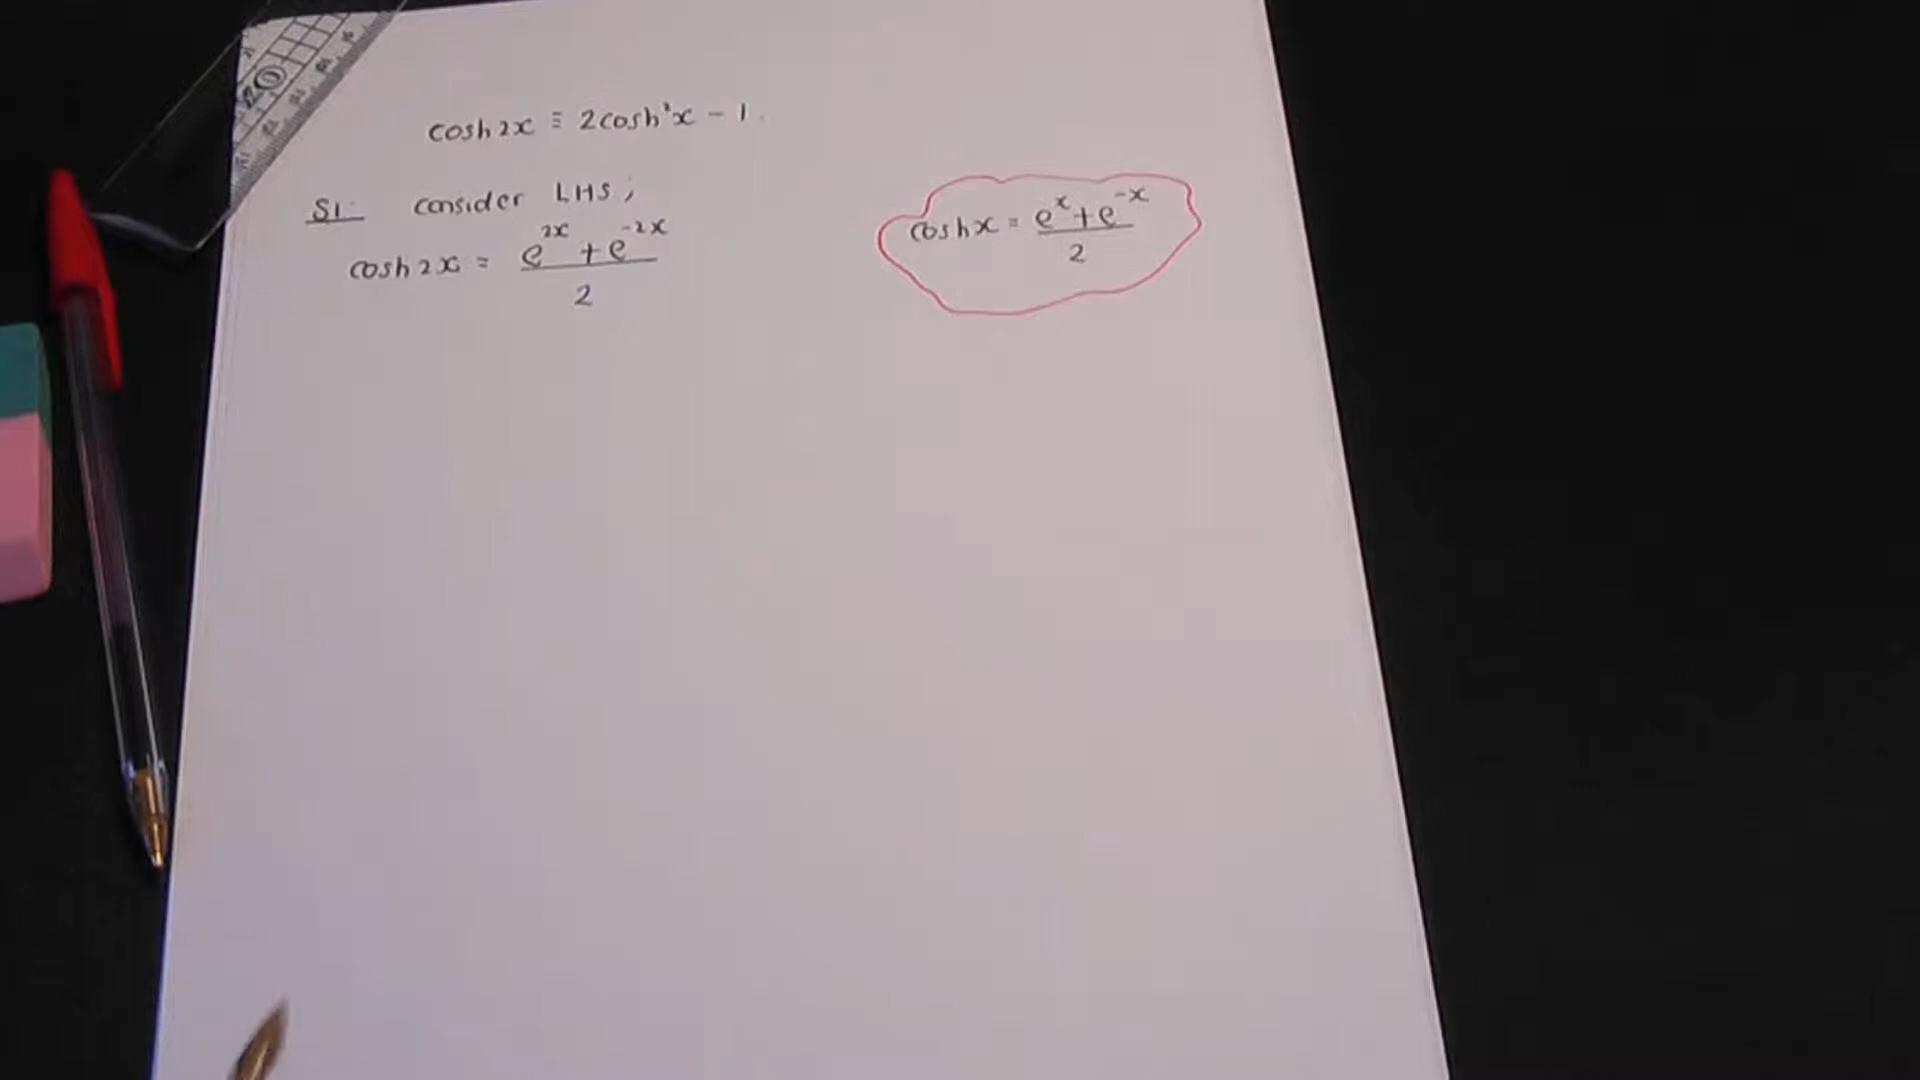 cosh 2x ≡ 2cosh²x - 1.
S1: consider LHS,
cosh 2x = (e^(2x) + e^(-2x))/2
cosh x = (e^x + e^(-x))/2